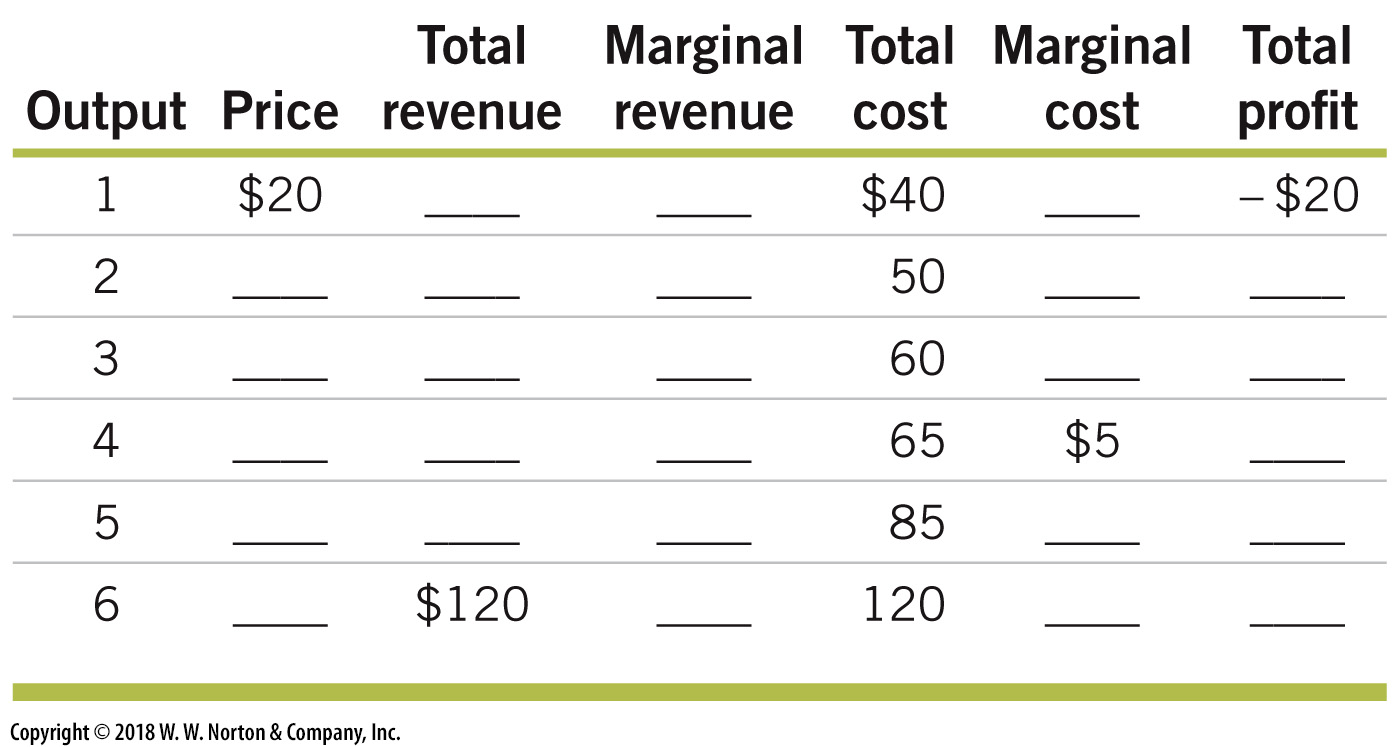 Total Marginal Total Marginal Total
Output Price revenue revenue cost cost profit
1 $20 ____ ____ $40 ____ – $20
2 ____ ____ ____ 50 ____ ____
3 ____ ____ ____ 60 ____ ____
4 ____ ____ ____ 65 $5 ____
5 ____ ____ ____ 85 ____ ____
6 ____ $120 ____ 120 ____ ____
Copyright © 2018 W. W. Norton & Company, Inc.